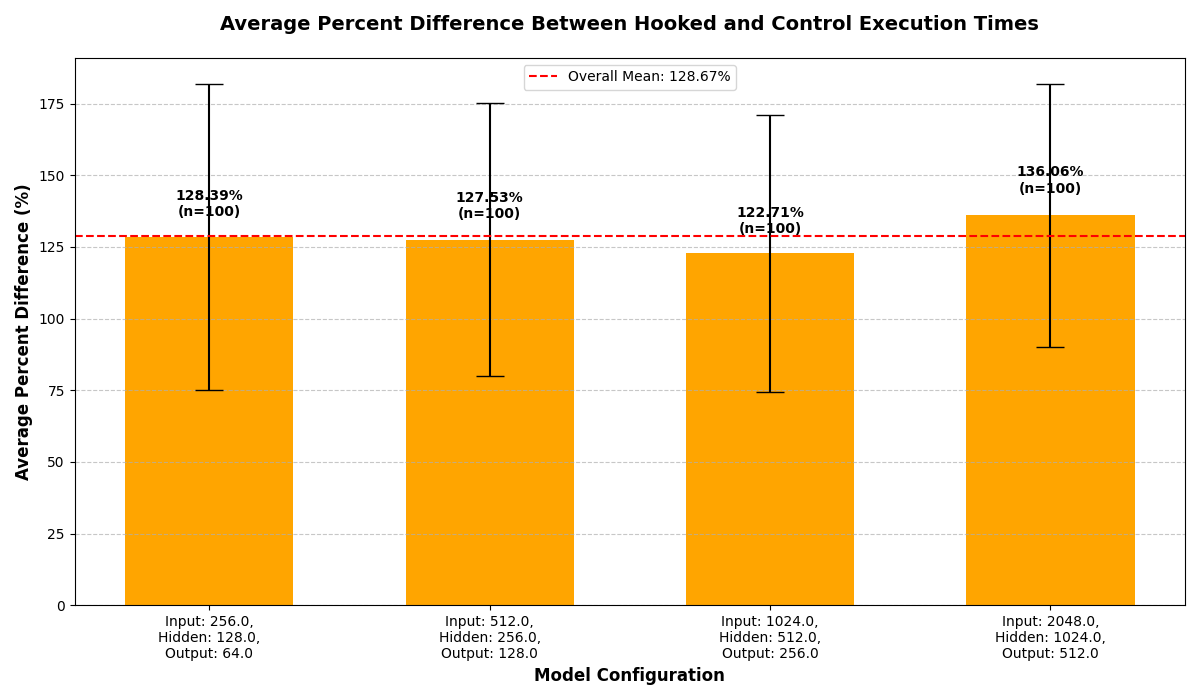 Average Percent Difference Between Hooked and Control Execution Times
Overall Mean: 128.67%
Average Percent Difference (%)
175
150
125
100
75
50
25
0
128.39%
(n=100)
127.53%
(n=100)
122.71%
(n=100)
136.06%
(n=100)
Input: 256.0,
Hidden: 128.0,
Output: 64.0
Input: 512.0,
Hidden: 256.0,
Output: 128.0
Input: 1024.0,
Hidden: 512.0,
Output: 256.0
Input: 2048.0,
Hidden: 1024.0,
Output: 512.0
Model Configuration